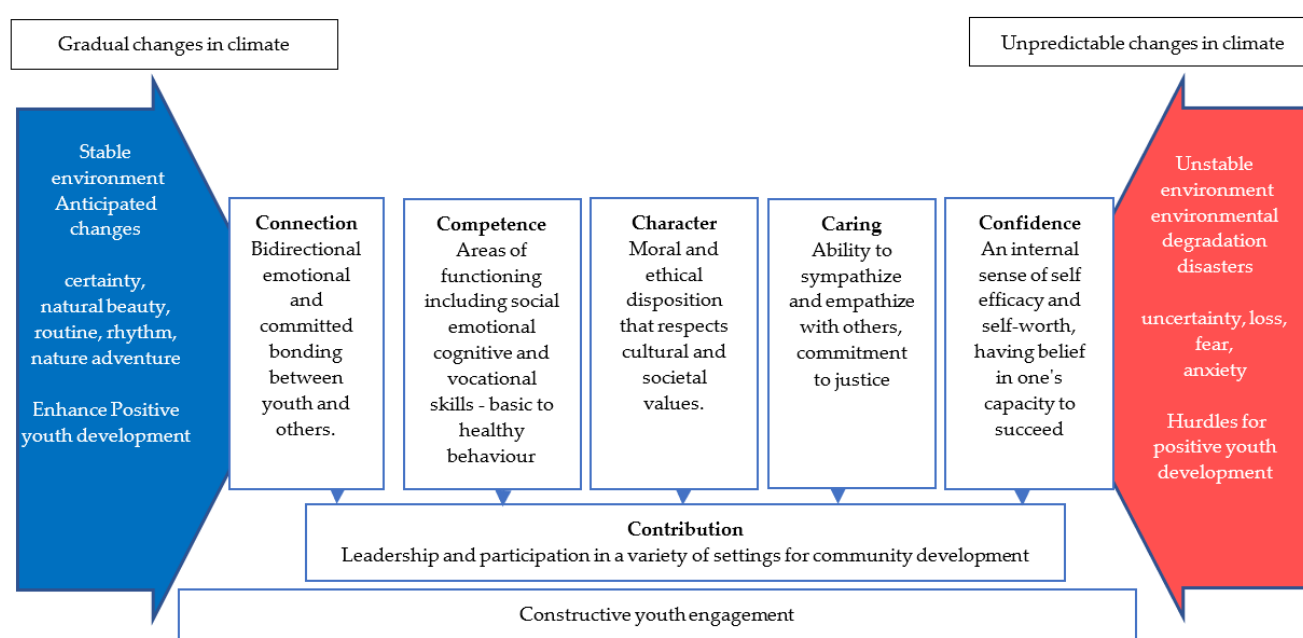 Gradual changes in climate
Unpredictable changes in climate
Stable
environment
Anticipated
changes
certainty,
natural beauty,
routine, rhythm,
nature adventure
Enhance Positive
youth development
Connection
Bidirectional
emotional
and
committed
bonding
between
youth and
others.
Competence
Areas of
functioning
including social
emotional
cognitive and
vocational
skills - basic to
healthy
behaviour
Character
Moral and
ethical
disposition
that respects
cultural and
societal
values.
Caring
Ability to
sympathize
and empathize
with others,
commitment
to justice
Confidence
An internal
sense of self
efficacy and
self-worth,
having belief
in one's
capacity to
succeed
Unstable
environment
environmental
degradation
disasters
uncertainty, loss,
fear,
anxiety
Hurdles for
positive youth
development
Contribution
Leadership and participation in a variety of settings for community development
Constructive youth engagement